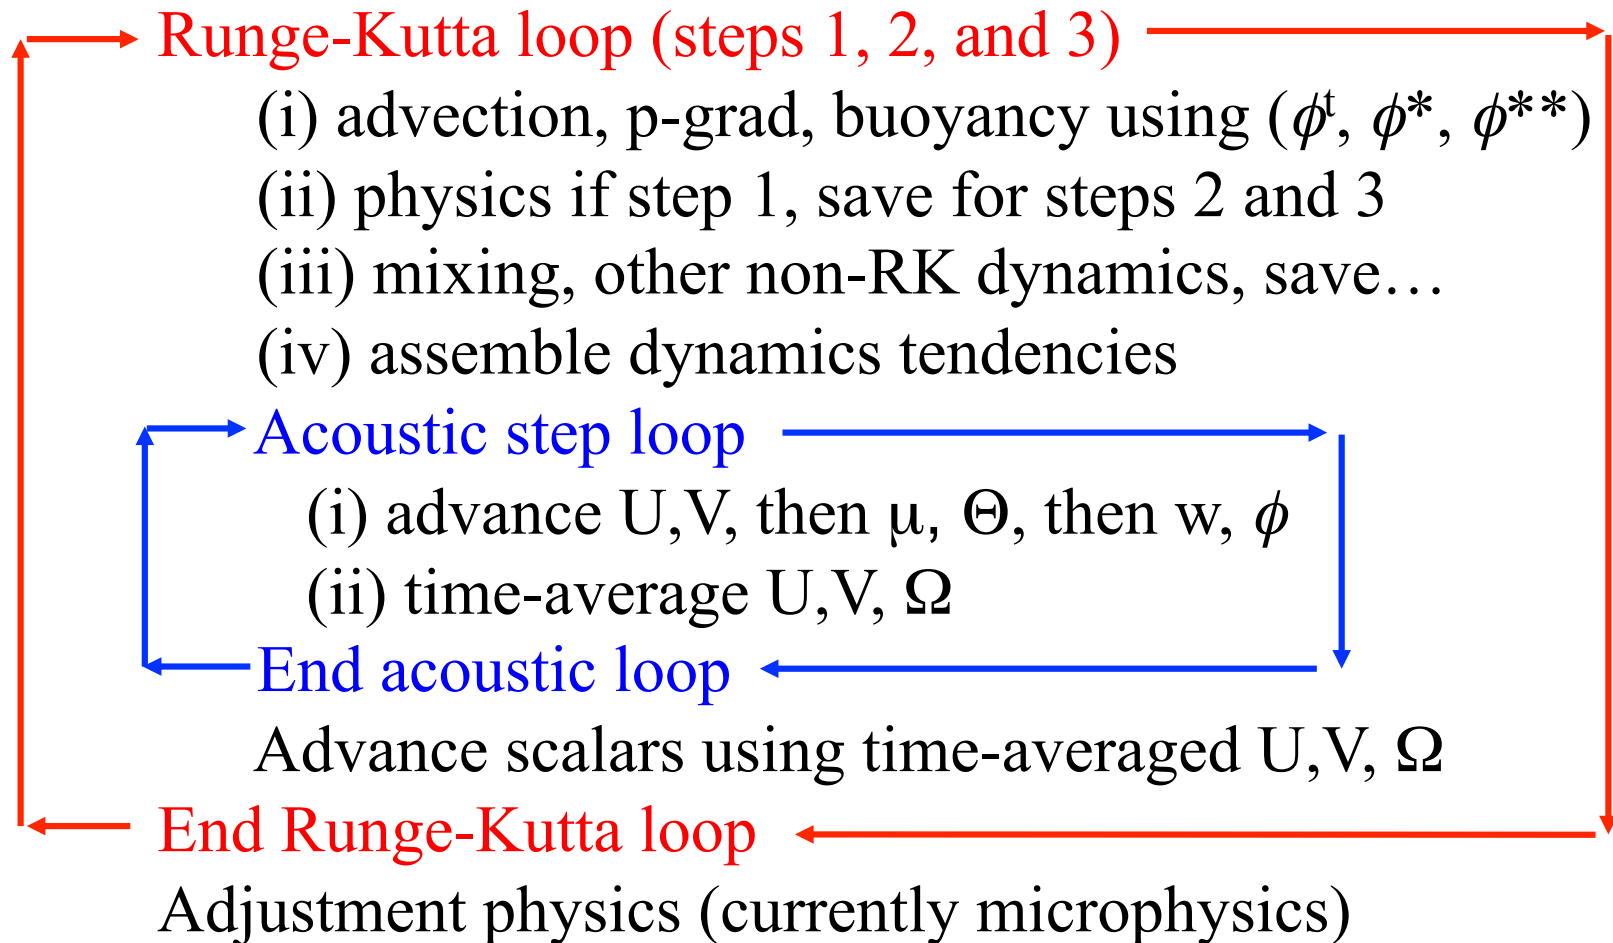 Runge-Kutta loop (steps 1, 2, and 3)
(i) advection, p-grad, buoyancy using (ϕᵗ, ϕ*, ϕ**)
(ii) physics if step 1, save for steps 2 and 3
(iii) mixing, other non-RK dynamics, save…
(iv) assemble dynamics tendencies
Acoustic step loop
(i) advance U,V, then μ, Θ, then w, ϕ
(ii) time-average U,V, Ω
End acoustic loop
Advance scalars using time-averaged U,V, Ω
End Runge-Kutta loop
Adjustment physics (currently microphysics)